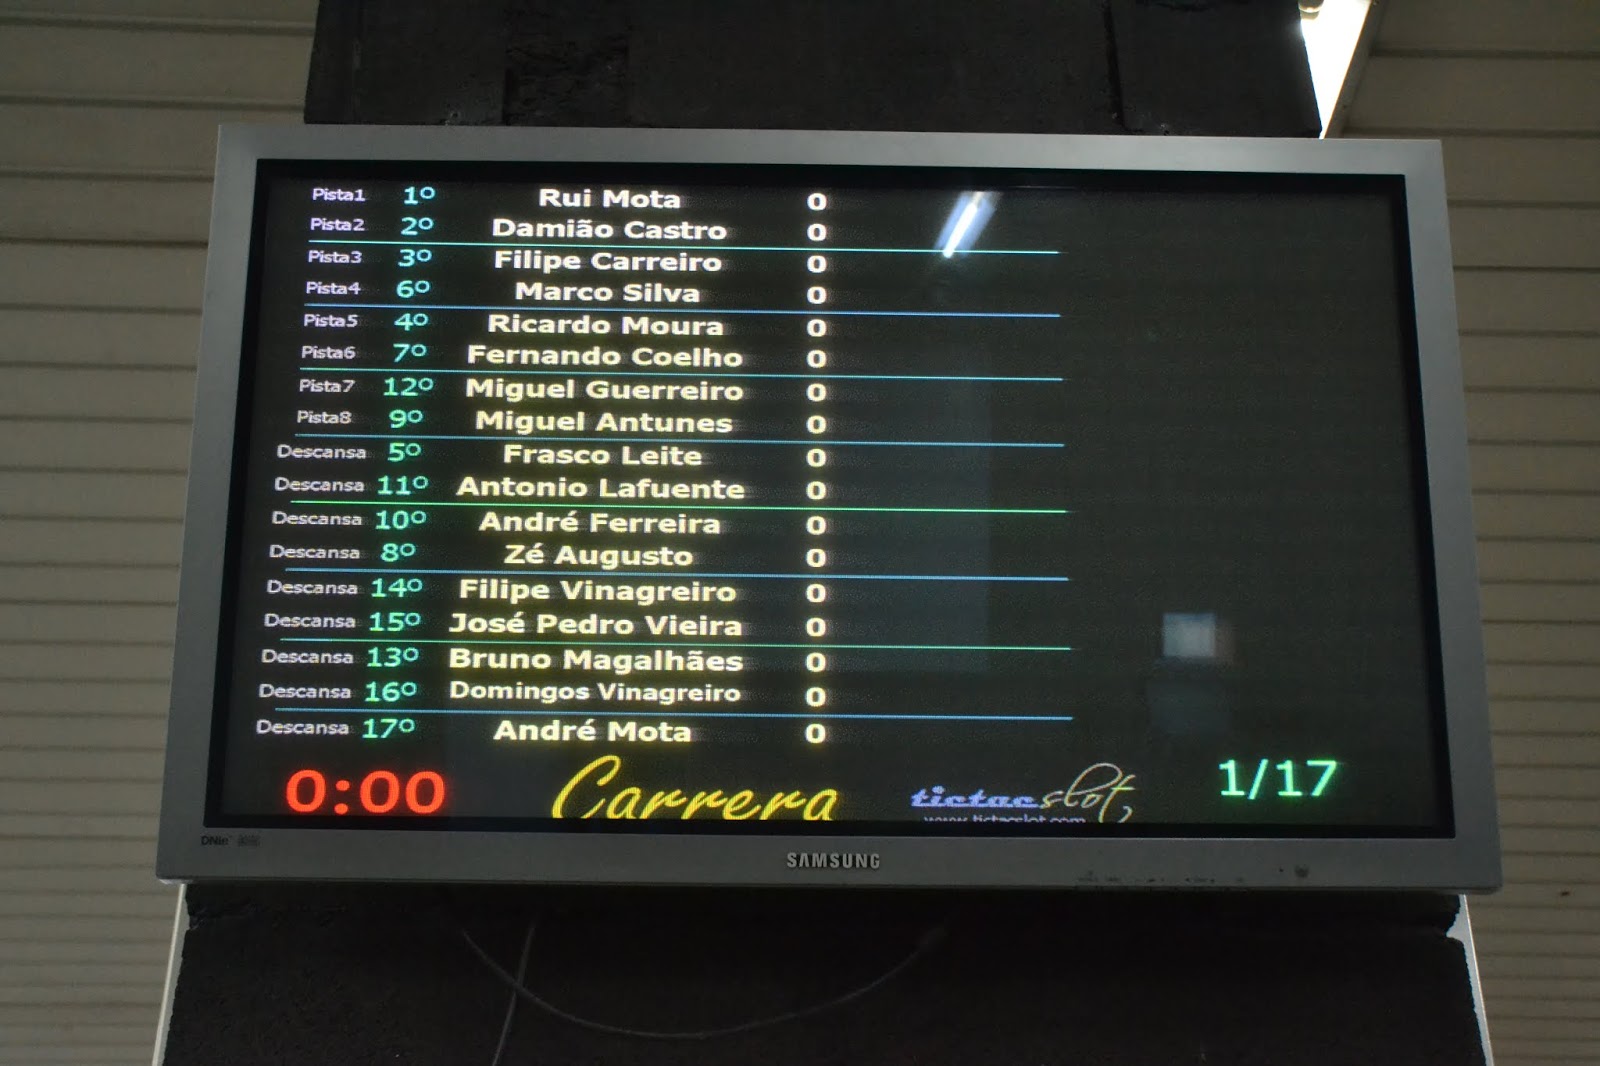 Pista1 1º Rui Mota 0
Pista2 2º Damião Castro 0
Pista3 3º Filipe Carreiro 0
Pista4 6º Marco Silva 0
Pista5 4º Ricardo Moura 0
Pista6 7º Fernando Coelho 0
Pista7 12º Miguel Guerreiro 0
Pista8 9º Miguel Antunes 0
Descansa 5º Frasco Leite 0
Descansa 11º Antonio Lafuente 0
Descansa 10º André Ferreira 0
Descansa 8º Zé Augusto 0
Descansa 14º Filipe Vinagreiro 0
Descansa 15º José Pedro Vieira 0
Descansa 13º Bruno Magalhães 0
Descansa 16º Domingos Vinagreiro 0
Descansa 17º André Mota 0
0:00 Carrera tictacslot 1/17
www.tictacslot.com
DNIe
SAMSUNG